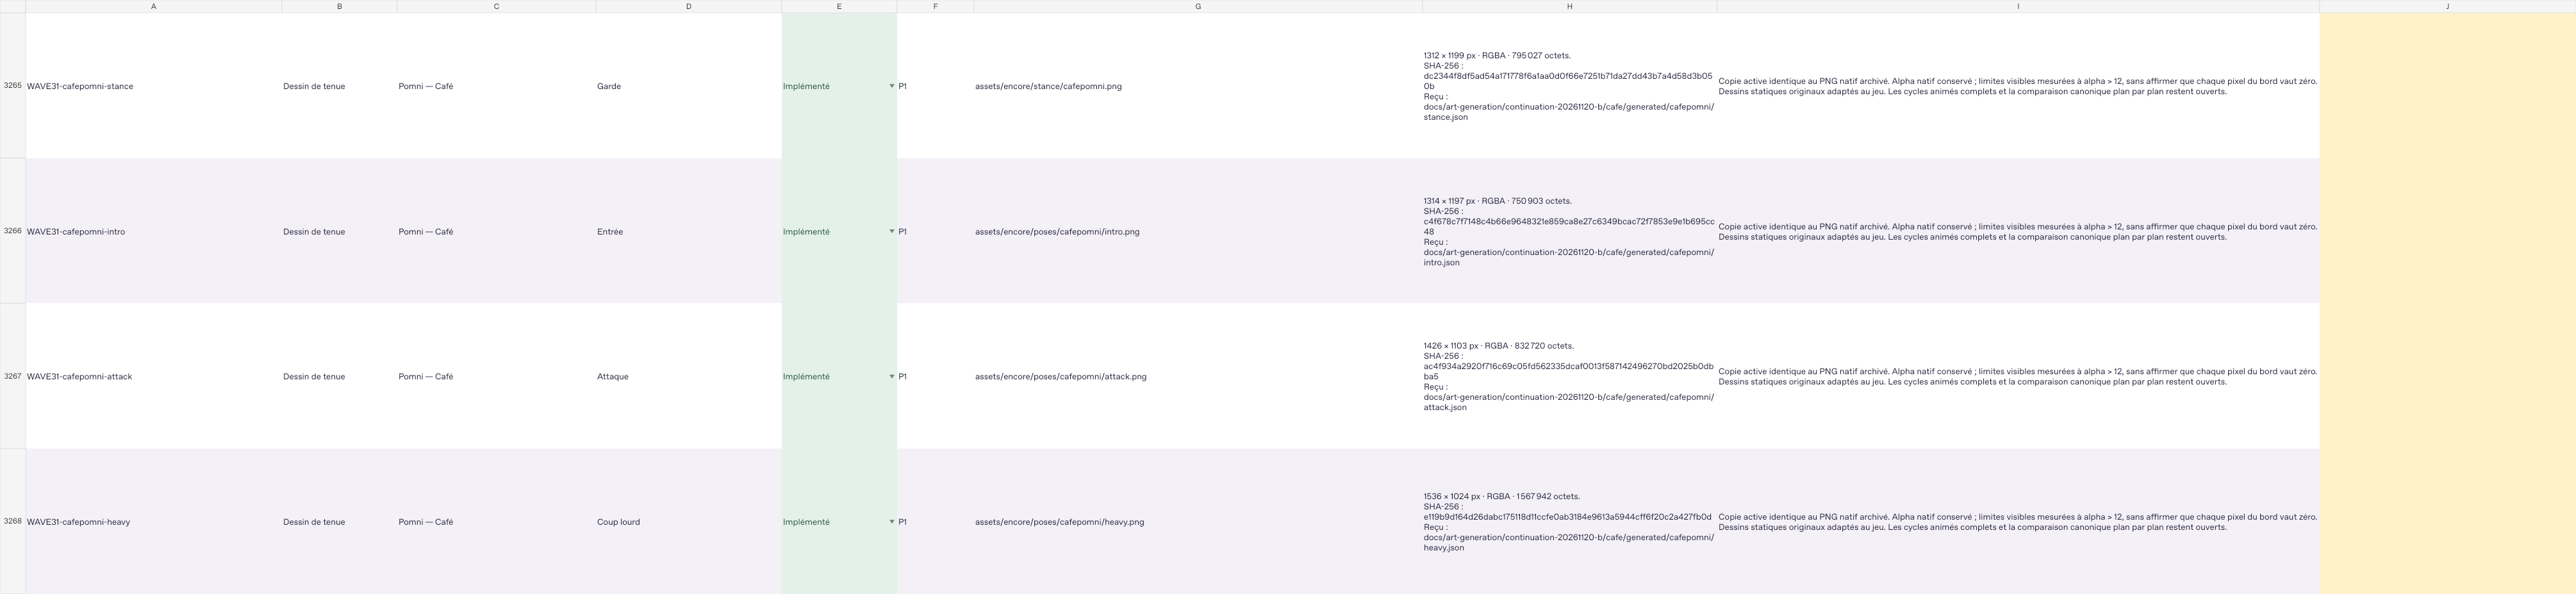 A B C D E F G H I J
3265 WAVE31-cafepomni-stance Dessin de tenue Pomni — Café Garde Implémenté P1 assets/encore/stance/cafepomni.png
1312 × 1199 px · RGBA · 795 027 octets.
SHA-256 :
dc2344f8df5ad54a171778f6a1aa0d0f66e7251b71da27dd43b7a4d58d3b05
0b
Reçu :
docs/art-generation/continuation-20261120-b/cafe/generated/cafepomni/
stance.json
Copie active identique au PNG natif archivé. Alpha natif conservé ; limites visibles mesurées à alpha > 12, sans affirmer que chaque pixel du bord vaut zéro.
Dessins statiques originaux adaptés au jeu. Les cycles animés complets et la comparaison canonique plan par plan restent ouverts.
3266 WAVE31-cafepomni-intro Dessin de tenue Pomni — Café Entrée Implémenté P1 assets/encore/poses/cafepomni/intro.png
1314 × 1197 px · RGBA · 750 903 octets.
SHA-256 :
c4f678c7f7148c4b66e9648321e859ca8e27c6349bcac72f7853e9e1b695cc
48
Reçu :
docs/art-generation/continuation-20261120-b/cafe/generated/cafepomni/
intro.json
Copie active identique au PNG natif archivé. Alpha natif conservé ; limites visibles mesurées à alpha > 12, sans affirmer que chaque pixel du bord vaut zéro.
Dessins statiques originaux adaptés au jeu. Les cycles animés complets et la comparaison canonique plan par plan restent ouverts.
3267 WAVE31-cafepomni-attack Dessin de tenue Pomni — Café Attaque Implémenté P1 assets/encore/poses/cafepomni/attack.png
1426 × 1103 px · RGBA · 832 720 octets.
SHA-256 :
ac4f934a2920f716c69c05fd562335dcaf0013f587142496270bd2025b0db
ba5
Reçu :
docs/art-generation/continuation-20261120-b/cafe/generated/cafepomni/
attack.json
Copie active identique au PNG natif archivé. Alpha natif conservé ; limites visibles mesurées à alpha > 12, sans affirmer que chaque pixel du bord vaut zéro.
Dessins statiques originaux adaptés au jeu. Les cycles animés complets et la comparaison canonique plan par plan restent ouverts.
3268 WAVE31-cafepomni-heavy Dessin de tenue Pomni — Café Coup lourd Implémenté P1 assets/encore/poses/cafepomni/heavy.png
1536 × 1024 px · RGBA · 1 567 942 octets.
SHA-256 :
e119b9d164d26dabc175118d11ccfe0ab3184e9613a5944cff6f20c2a427fb0d
Reçu :
docs/art-generation/continuation-20261120-b/cafe/generated/cafepomni/
heavy.json
Copie active identique au PNG natif archivé. Alpha natif conservé ; limites visibles mesurées à alpha > 12, sans affirmer que chaque pixel du bord vaut zéro.
Dessins statiques originaux adaptés au jeu. Les cycles animés complets et la comparaison canonique plan par plan restent ouverts.